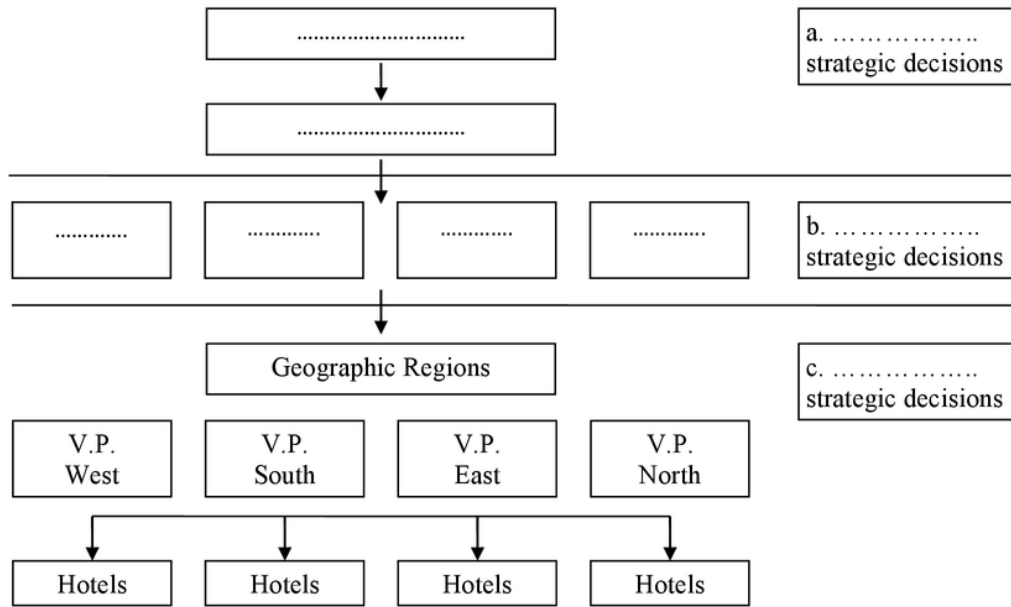 ..............................
a. ……………..
strategic decisions
..............................
.............
.............
.............
.............
b. ……………..
strategic decisions
Geographic Regions
c. ……………..
strategic decisions
V.P.
West
V.P.
South
V.P.
East
V.P.
North
Hotels
Hotels
Hotels
Hotels